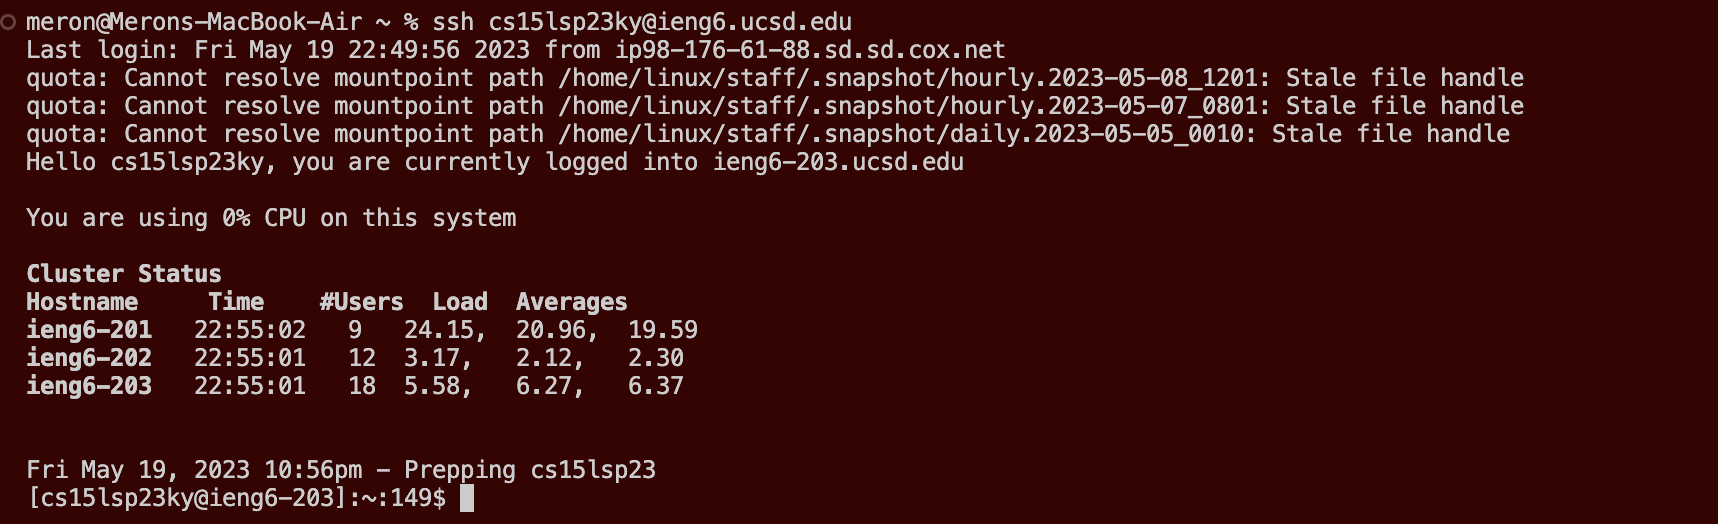 meron@Merons-MacBook-Air ~ % ssh cs15lsp23ky@ieng6.ucsd.edu
Last login: Fri May 19 22:49:56 2023 from ip98-176-61-88.sd.sd.cox.net
quota: Cannot resolve mountpoint path /home/linux/staff/.snapshot/hourly.2023-05-08_1201: Stale file handle
quota: Cannot resolve mountpoint path /home/linux/staff/.snapshot/hourly.2023-05-07_0801: Stale file handle
quota: Cannot resolve mountpoint path /home/linux/staff/.snapshot/daily.2023-05-05_0010: Stale file handle
Hello cs15lsp23ky, you are currently logged into ieng6-203.ucsd.edu
You are using 0% CPU on this system
Cluster Status
Hostname     Time    #Users  Load  Averages
ieng6-201   22:55:02   9   24.15,  20.96,  19.59
ieng6-202   22:55:01   12  3.17,   2.12,   2.30
ieng6-203   22:55:01   18  5.58,   6.27,   6.37
Fri May 19, 2023 10:56pm - Prepping cs15lsp23
[cs15lsp23ky@ieng6-203]:~:149$